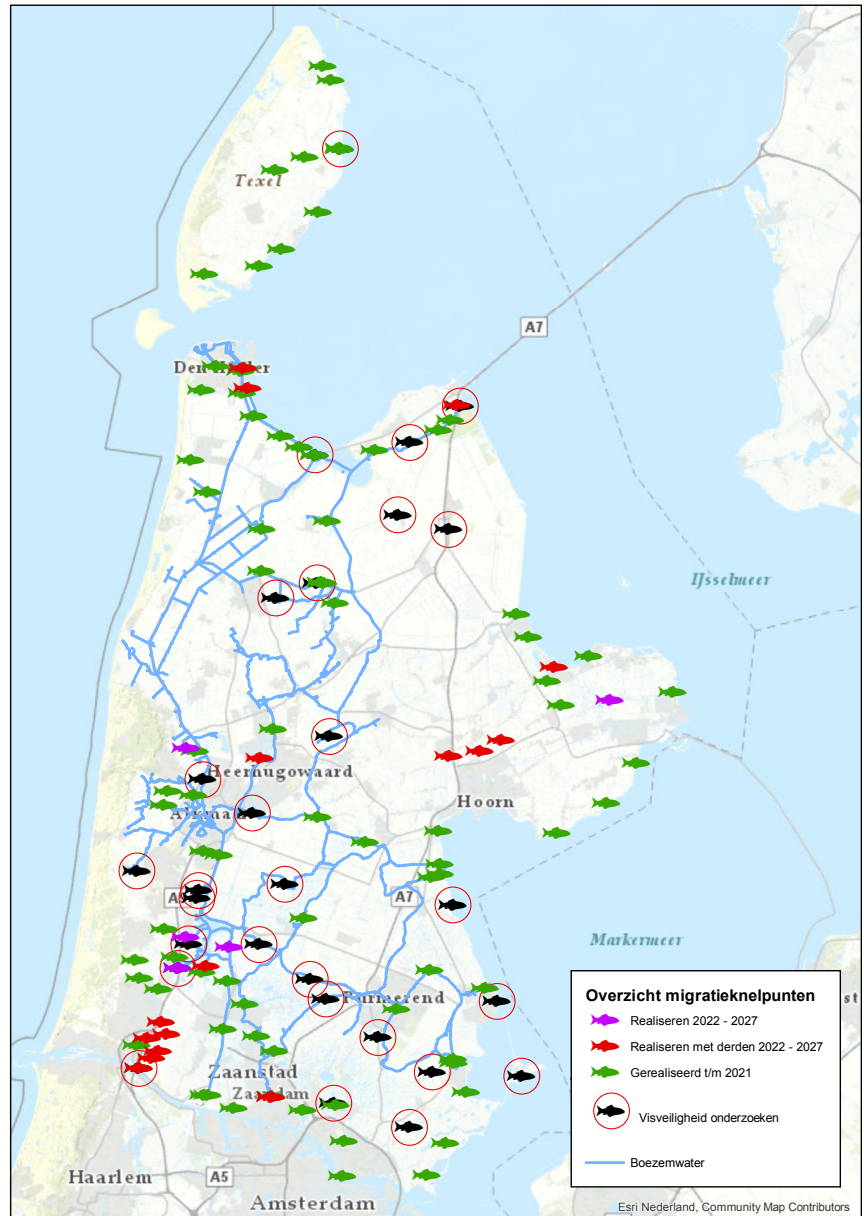 Texel
A7
Den Helder
IJsselmeer
Heerhugowaard
Hoorn
Alkmaar
A7
Markermeer
Purmerend
Zaanstad
Zaandam
Haarlem
A5
Amsterdam
Overzicht migratieknelpunten
Realiseren 2022 - 2027
Realiseren met derden 2022 - 2027
Gerealiseerd t/m 2021
Visveiligheid onderzoeken
Boezemwater
Esri Nederland, Community Map Contributors